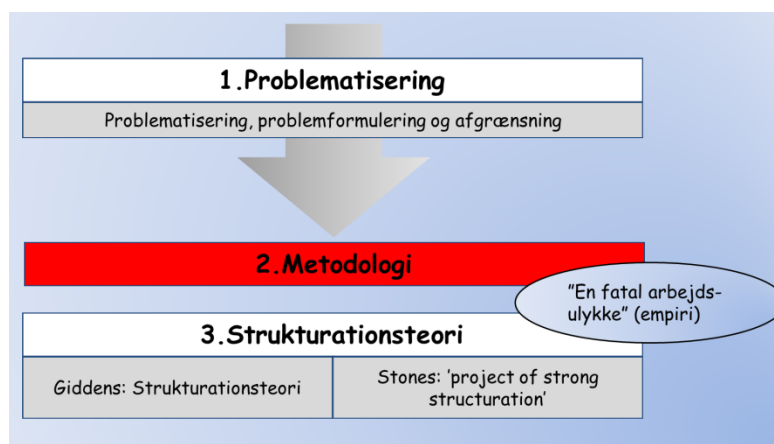 1.Problematisering
Problematisering, problemformulering og afgrænsning
2.Metodologi
”En fatal arbejds-
ulykke” (empiri)
3.Strukturationsteori
Giddens: Strukturationsteori
Stones: ’project of strong
structuration’